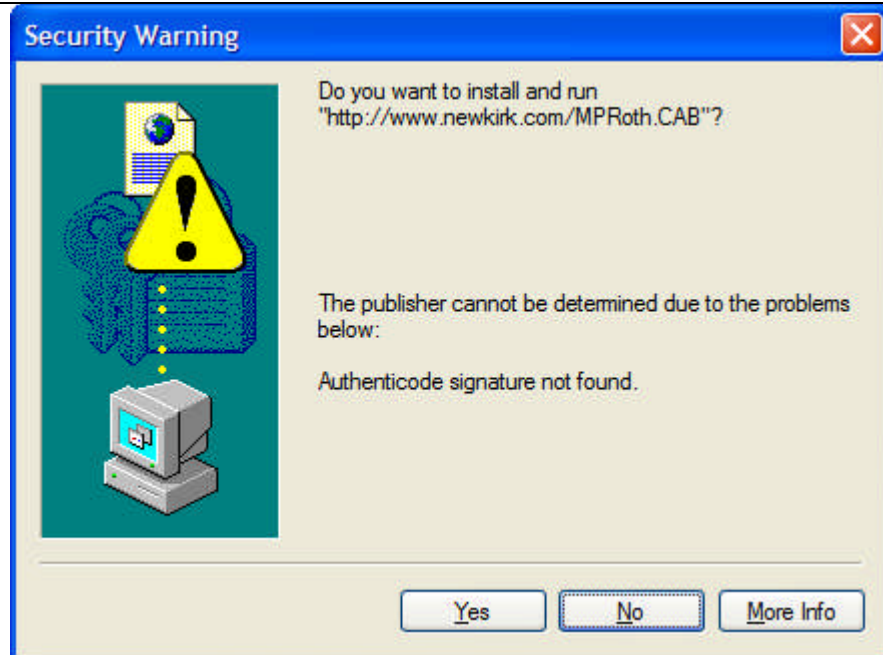 Security Warning
Do you want to install and run
"http://www.newkirk.com/MPRoth.CAB"?
The publisher cannot be determined due to the problems
below:
Authenticode signature not found.
Yes
No
More Info